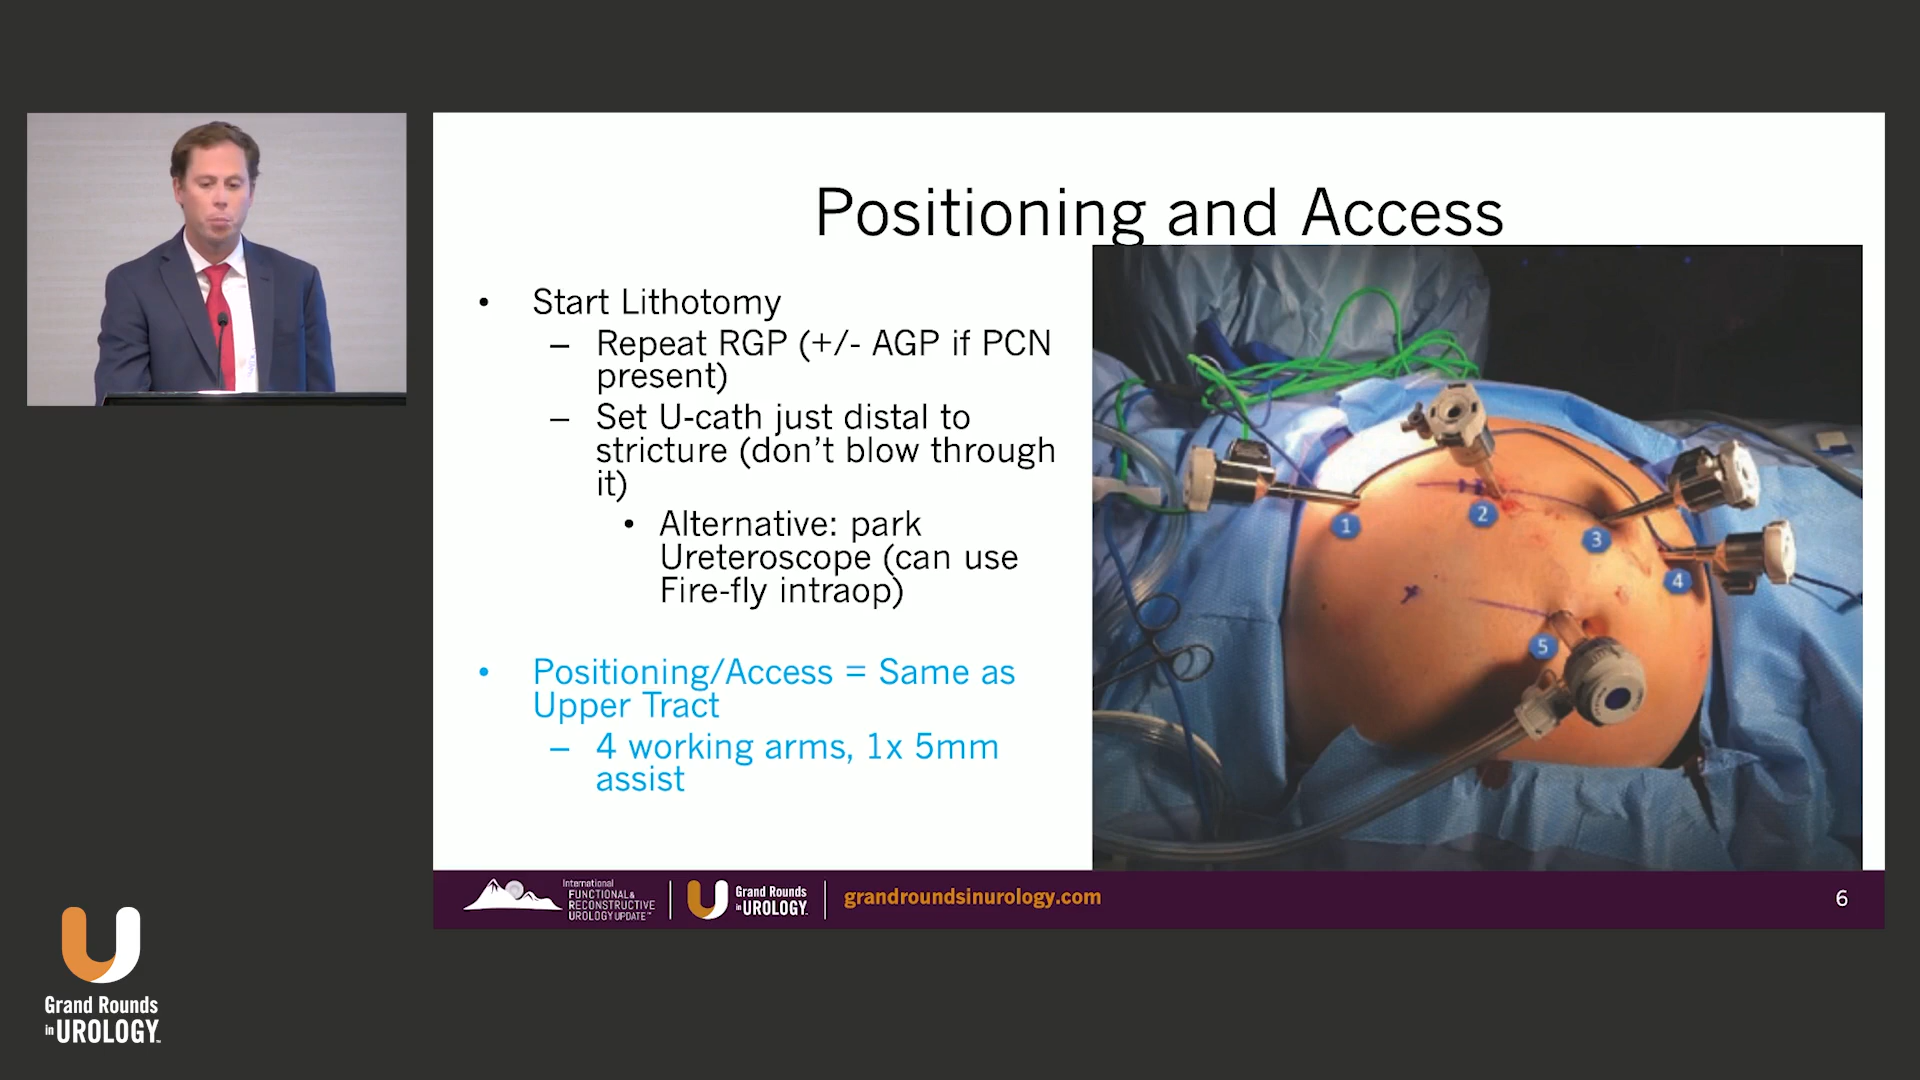 Positioning and Access
• Start Lithotomy
– Repeat RGP (+/- AGP if PCN
present)
– Set U-cath just distal to
stricture (don't blow through
it)
• Alternative: park
Ureteroscope (can use
Fire-fly intraop)
• Positioning/Access = Same as
Upper Tract
– 4 working arms, 1x 5mm
assist
1
2
3
4
5
International
FUNCTIONAL &
RECONSTRUCTIVE
UROLOGY UPDATE™
Grand Rounds
in UROLOGY.
grandroundsinurology.com
6
Grand Rounds
in UROLOGY™